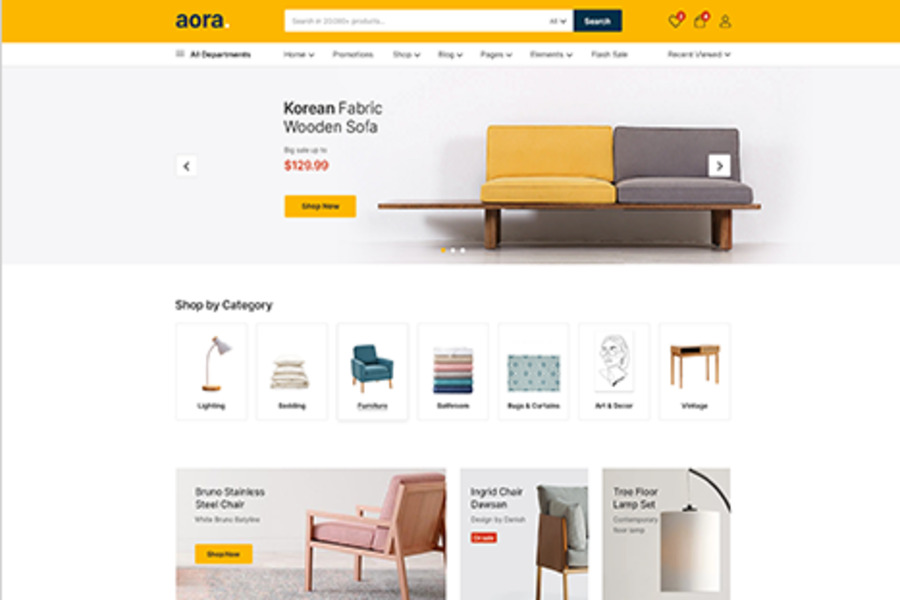 aora.
Search in 20,000+ products...
All
Search
All Departments
Home
Promotions
Shop
Blog
Pages
Elements
Flash Sale
Recent Viewed
Korean Fabric
Wooden Sofa
Big sale up to
$129.99
Shop Now
Shop by Category
Lighting
Bedding
Furniture
Bathroom
Rugs & Curtains
Art & Decor
Vintage
Bruno Stainless
Steel Chair
White Bruno
Shop Now
Ingrid Chair
Dawsan
Design by Danish
On sale
Tree Floor
Lamp Set
Contemporary
floor lamp